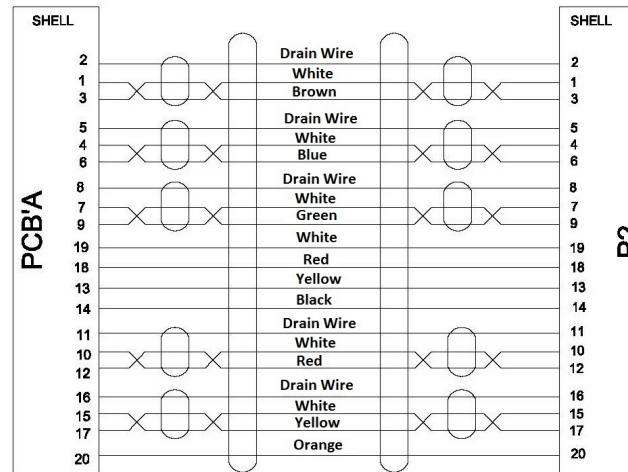 SHELL SHELL
2 Drain Wire 2
1 White 1
3 Brown 3
5 Drain Wire 5
4 White 4
6 Blue 6
8 Drain Wire 8
7 White 7
9 Green 9
19 White 19
18 Red 18
13 Yellow 13
14 Black 14
11 Drain Wire 11
10 White 10
12 Red 12
16 Drain Wire 16
15 White 15
17 Yellow 17
20 Orange 20
PCB'A